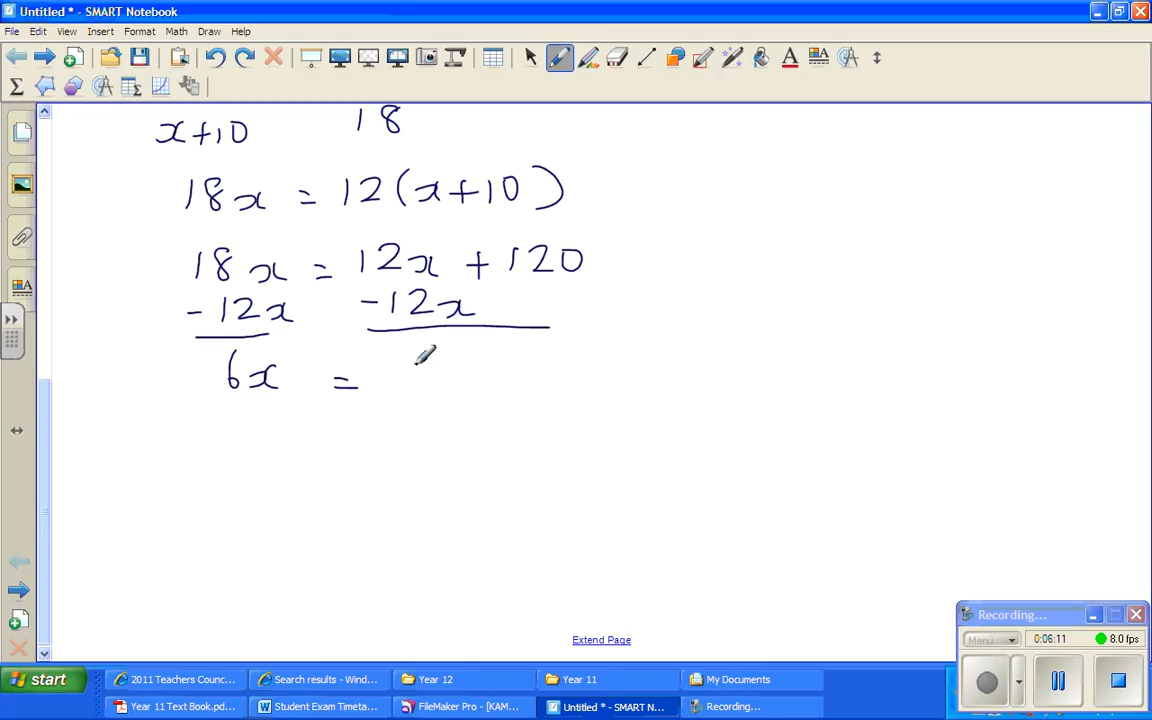 Untitled * - SMART Notebook
File Edit View Insert Format Math Draw Help
x+10 18
18x = 12(x+10)
18x = 12x + 120
-12x -12x
6x =
Extend Page
Recording...
Menu 0:06:11 8.0 fps
start 2011 Teachers Counc... Search results - Wind... Year 12 Year 11 My Documents
Year 11 Text Book.pd... Student Exam Timeta... FileMaker Pro - [KAM... Untitled * - SMART N... Recording...